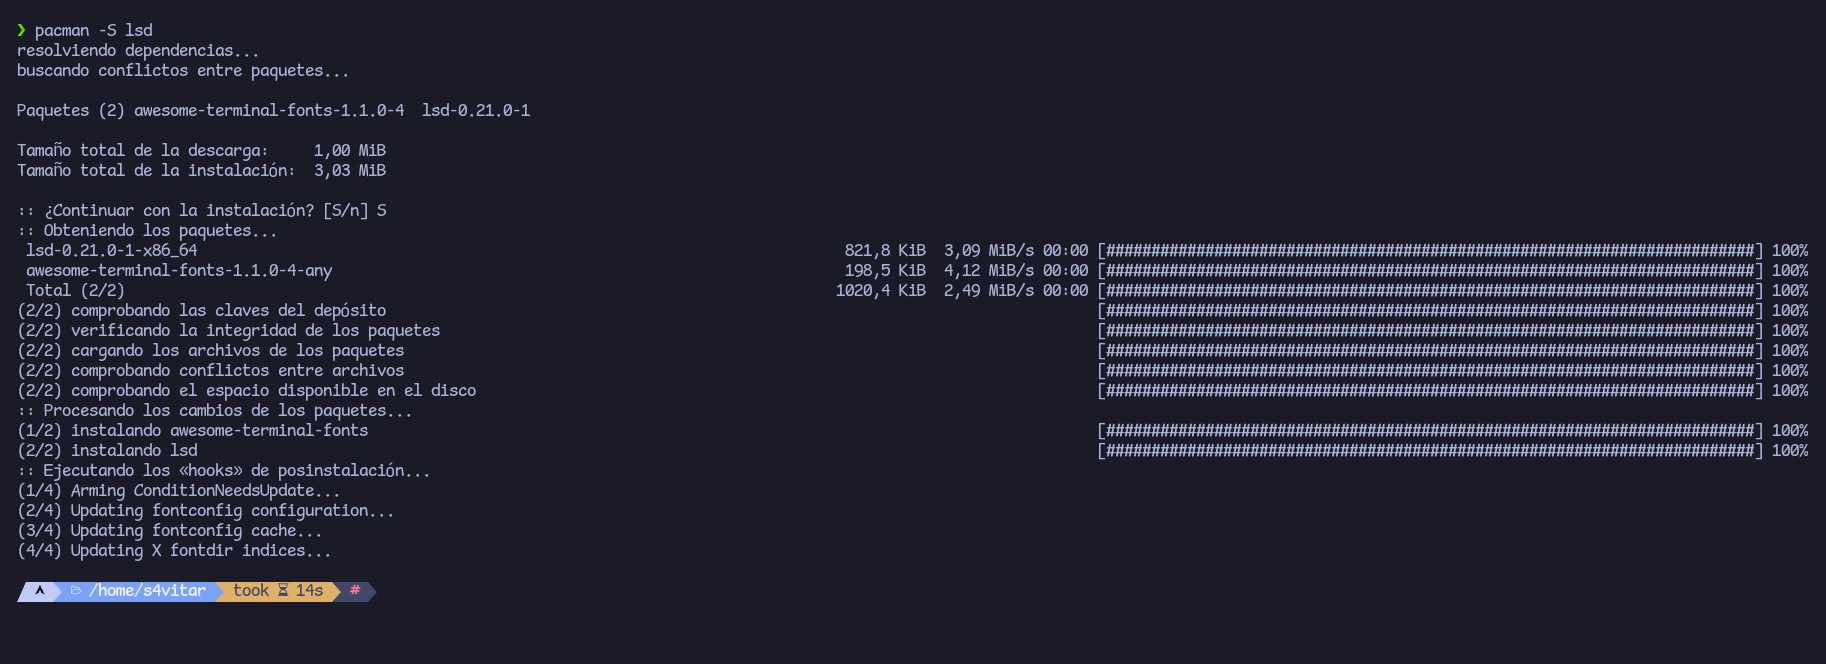 ❯ pacman -S lsd
resolviendo dependencias...
buscando conflictos entre paquetes...
Paquetes (2) awesome-terminal-fonts-1.1.0-4  lsd-0.21.0-1
Tamaño total de la descarga:     1,00 MiB
Tamaño total de la instalación:  3,03 MiB
:: ¿Continuar con la instalación? [S/n] S
:: Obteniendo los paquetes...
lsd-0.21.0-1-x86_64 821,8 KiB  3,09 MiB/s 00:00 [########################################################################] 100%
awesome-terminal-fonts-1.1.0-4-any 198,5 KiB  4,12 MiB/s 00:00 [########################################################################] 100%
Total (2/2) 1020,4 KiB  2,49 MiB/s 00:00 [########################################################################] 100%
(2/2) comprobando las claves del depósito [########################################################################] 100%
(2/2) verificando la integridad de los paquetes [########################################################################] 100%
(2/2) cargando los archivos de los paquetes [########################################################################] 100%
(2/2) comprobando conflictos entre archivos [########################################################################] 100%
(2/2) comprobando el espacio disponible en el disco [########################################################################] 100%
:: Procesando los cambios de los paquetes...
(1/2) instalando awesome-terminal-fonts [########################################################################] 100%
(2/2) instalando lsd [########################################################################] 100%
:: Ejecutando los «hooks» de posinstalación...
(1/4) Arming ConditionNeedsUpdate...
(2/4) Updating fontconfig configuration...
(3/4) Updating fontconfig cache...
(4/4) Updating X fontdir indices...
/home/s4vitar took 14s #